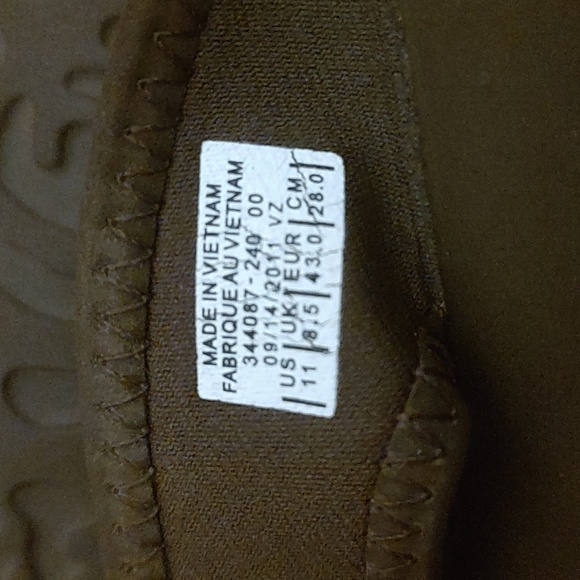 MADE IN VIETNAM
FABRIQUE AU VIETNAM
344087-240 00
09/14/2011 VZ
US | UK | EUR | CM
11 | 8.5 | 43.0 | 28.0